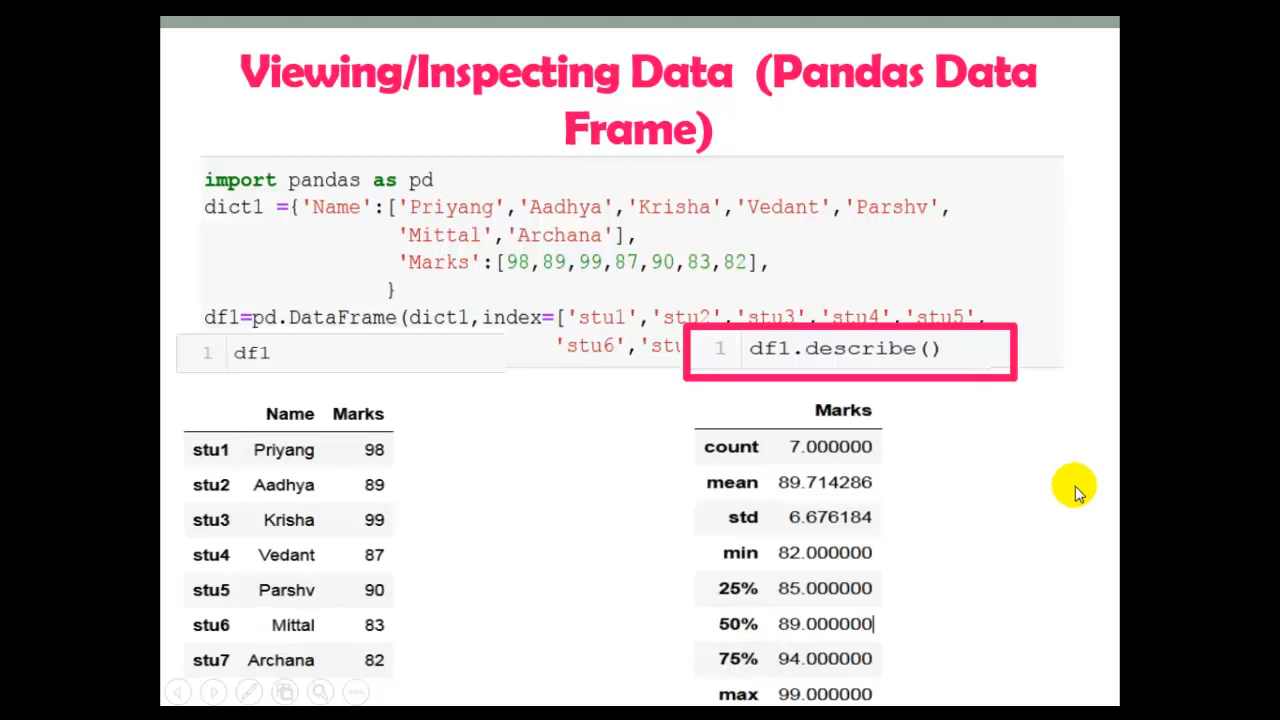 Viewing/Inspecting Data (Pandas Data
Frame)
import pandas as pd
dict1 ={'Name':['Priyang','Aadhya','Krisha','Vedant','Parshv',
'Mittal','Archana'],
'Marks':[98,89,99,87,90,83,82],
}
df1=pd.DataFrame(dict1,index=['stu1','stu2','stu3','stu4','stu5',
'stu6','stu
1 df1
1 df1.describe()
Name Marks
stu1 Priyang 98
stu2 Aadhya 89
stu3 Krisha 99
stu4 Vedant 87
stu5 Parshv 90
stu6 Mittal 83
stu7 Archana 82
Marks
count 7.000000
mean 89.714286
std 6.676184
min 82.000000
25% 85.000000
50% 89.000000
75% 94.000000
max 99.000000